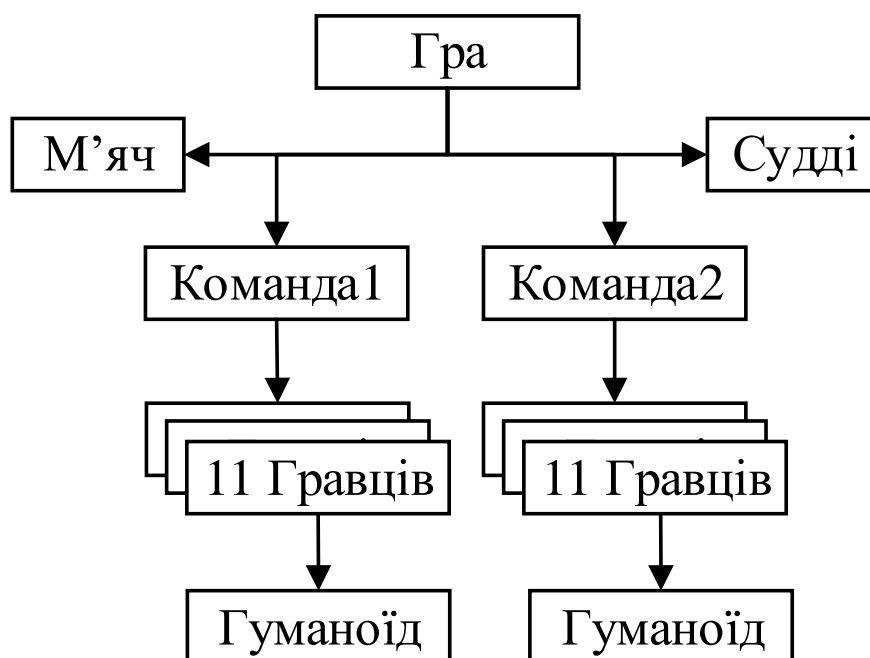 Гра
М’яч
Судді
Команда1
Команда2
11 Гравців
11 Гравців
Гуманоїд
Гуманоїд